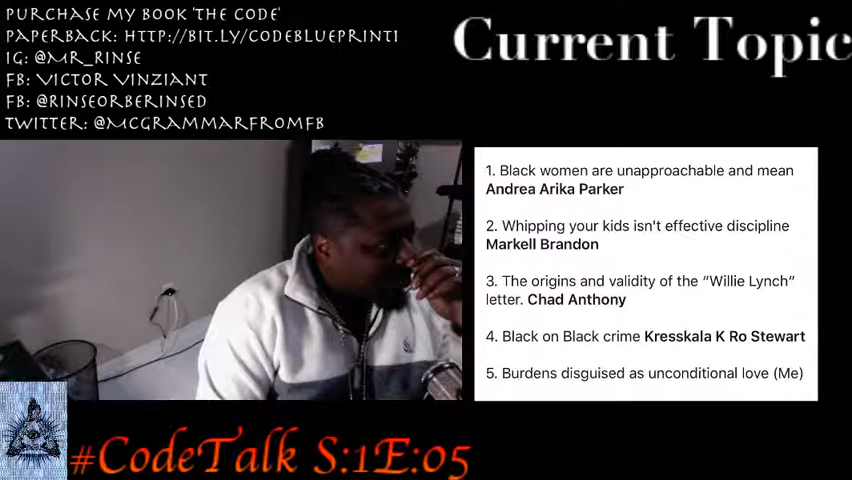 PURCHASE MY BOOK 'THE CODE'
PAPERBACK: HTTP://BIT.LY/CODEBLUEPRINT1
IG: @MR_RINSE
FB: VICTOR VINZIANT
FB: @RINSEORBERINSED
TWITTER: @MCGRAMMARFROMFB
Current Topic
1. Black women are unapproachable and mean
Andrea Arika Parker
2. Whipping your kids isn't effective discipline
Markell Brandon
3. The origins and validity of the “Willie Lynch”
letter. Chad Anthony
4. Black on Black crime Kresskala K Ro Stewart
5. Burdens disguised as unconditional love (Me)
#CodeTalk S:1E:05